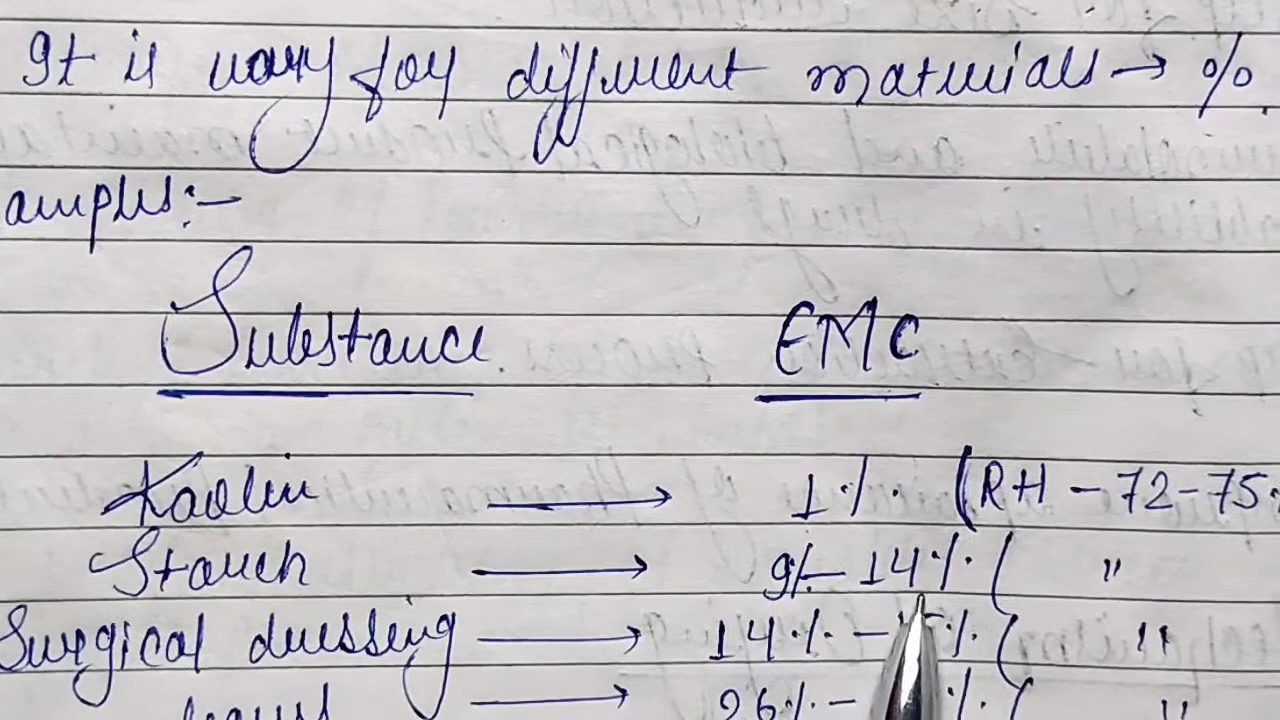 It is vary for different materials → %.
amples:-
Substance EMC
Kaolin → 1% (RH - 72-75%
Starch → 9%- 14% ( "
Surgical dressing → 14% - % ( "
→ 26%- % ( "